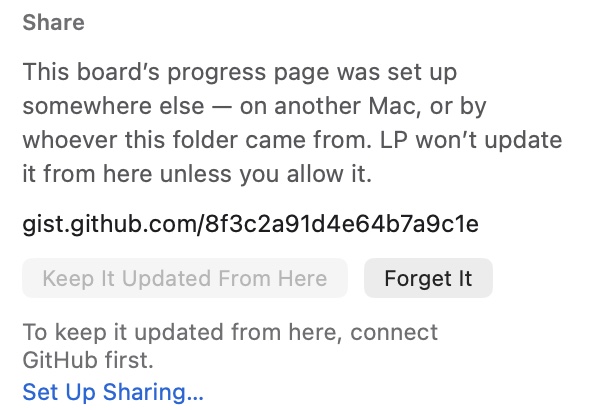 Share
This board’s progress page was set up
somewhere else — on another Mac, or by
whoever this folder came from. LP won’t update
it from here unless you allow it.
gist.github.com/8f3c2a91d4e64b7a9c1e
Keep It Updated From Here
Forget It
To keep it updated from here, connect
GitHub first.
Set Up Sharing...